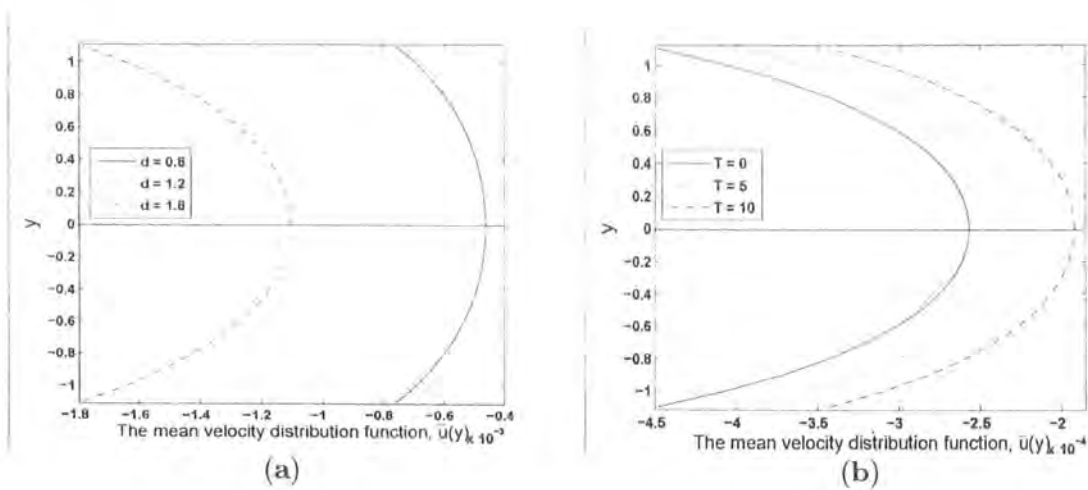 1
0.8
0.6
0.4
0.2
0
−0.2
−0.4
−0.6
−0.8
−1
y
d = 0.8
d = 1.2
d = 1.8
−1.8 −1.6 −1.4 −1.2 −1 −0.8 −0.6 −0.4
The mean velocity distribution function, ū(y) x 10⁻³
(a)
1
0.8
0.6
0.4
0.2
0
−0.2
−0.4
−0.6
−0.8
−1
y
T = 0
T = 5
T = 10
−4.5 −4 −3.5 −3 −2.5 −2
The mean velocity distribution function, ū(y) x 10⁻⁴
(b)